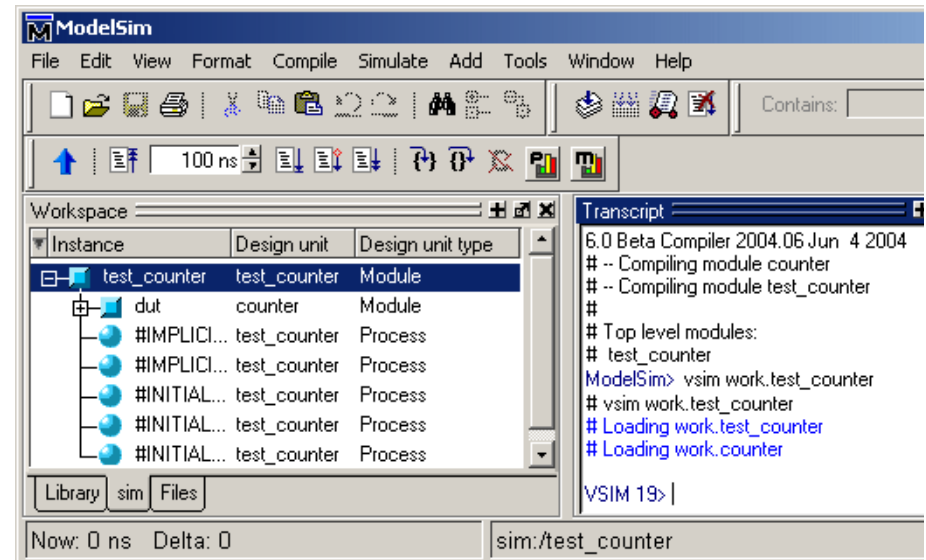 ModelSim
File Edit View Format Compile Simulate Add Tools Window Help
Contains:
100 ns
Workspace
Instance Design unit Design unit type
test_counter test_counter Module
dut counter Module
#IMPLICI... test_counter Process
#IMPLICI... test_counter Process
#INITIAL... test_counter Process
#INITIAL... test_counter Process
#INITIAL... test_counter Process
Library sim Files
Transcript
6.0 Beta Compiler 2004.06 Jun 4 2004
# -- Compiling module counter
# -- Compiling module test_counter
#
# Top level modules:
# test_counter
ModelSim> vsim work.test_counter
# vsim work.test_counter
# Loading work.test_counter
# Loading work.counter
VSIM 19>
Now: 0 ns Delta: 0 sim:/test_counter